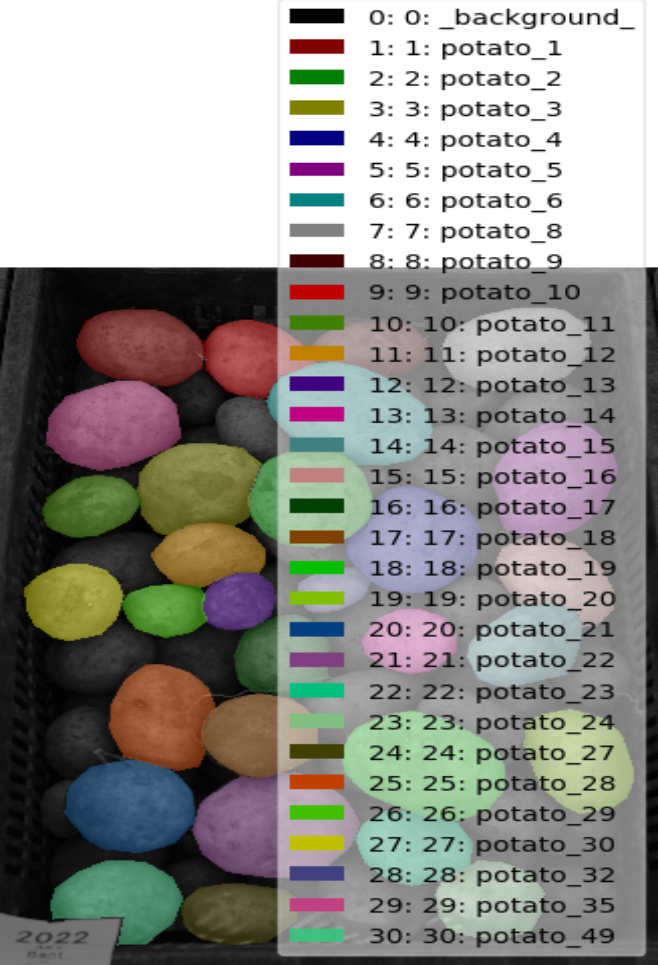 0: 0: _background_
1: 1: potato_1
2: 2: potato_2
3: 3: potato_3
4: 4: potato_4
5: 5: potato_5
6: 6: potato_6
7: 7: potato_8
8: 8: potato_9
9: 9: potato_10
10: 10: potato_11
11: 11: potato_12
12: 12: potato_13
13: 13: potato_14
14: 14: potato_15
15: 15: potato_16
16: 16: potato_17
17: 17: potato_18
18: 18: potato_19
19: 19: potato_20
20: 20: potato_21
21: 21: potato_22
22: 22: potato_23
23: 23: potato_24
24: 24: potato_27
25: 25: potato_28
26: 26: potato_29
27: 27: potato_30
28: 28: potato_32
29: 29: potato_35
30: 30: potato_49
2022